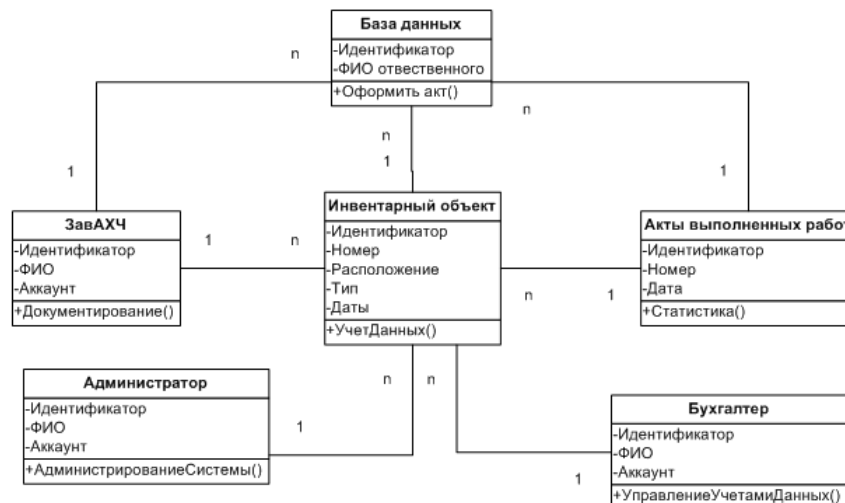 База данных
-Идентификатор
-ФИО отвественного
+Оформить акт()
n
n
n
1
1
1
ЗавАХЧ
-Идентификатор
-ФИО
-Аккаунт
+Документирование()
1
n
Инвентарный объект
-Идентификатор
-Номер
-Расположение
-Тип
-Даты
+УчетДанных()
n
1
Акты выполненных работ
-Идентификатор
-Номер
-Дата
+Статистика()
Администратор
-Идентификатор
-ФИО
-Аккаунт
+АдминистрированиеСистемы()
1
n
n
1
Бухгалтер
-Идентификатор
-ФИО
-Аккаунт
+УправлениеУчетамиДанных()